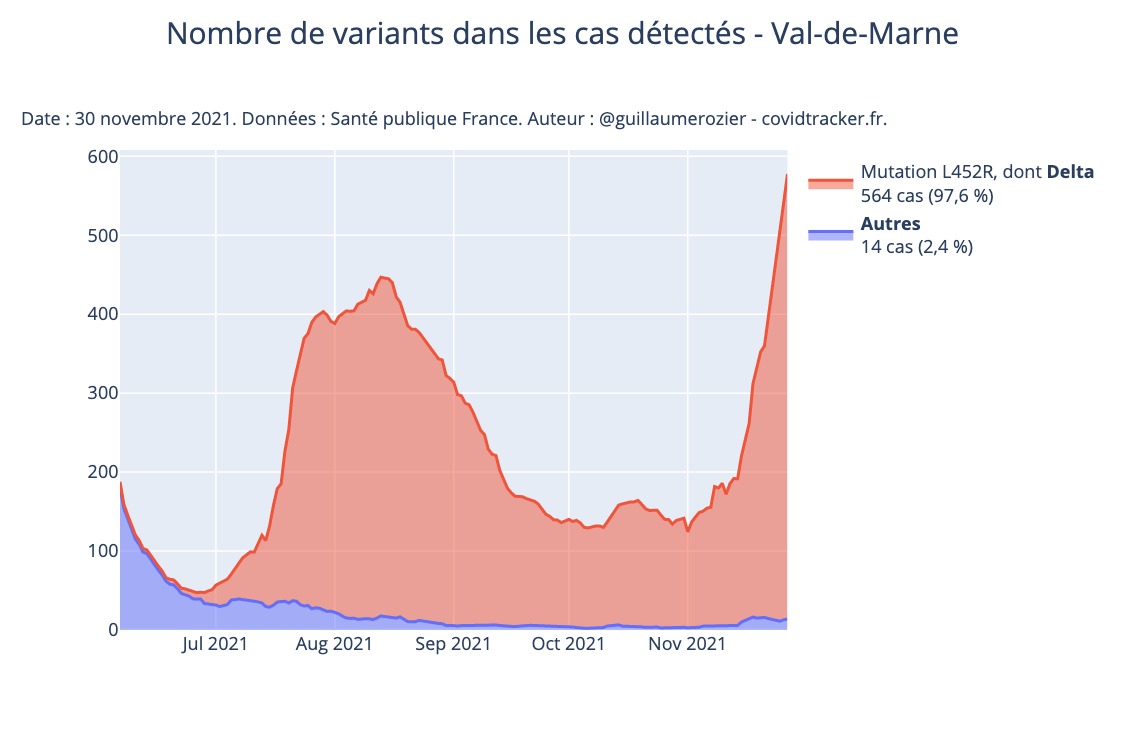 Nombre de variants dans les cas détectés - Val-de-Marne
Date : 30 novembre 2021. Données : Santé publique France. Auteur : @guillaumerozier - covidtracker.fr.
600
500
400
300
200
100
0
Jul 2021 Aug 2021 Sep 2021 Oct 2021 Nov 2021
Mutation L452R, dont Delta
564 cas (97,6 %)
Autres
14 cas (2,4 %)